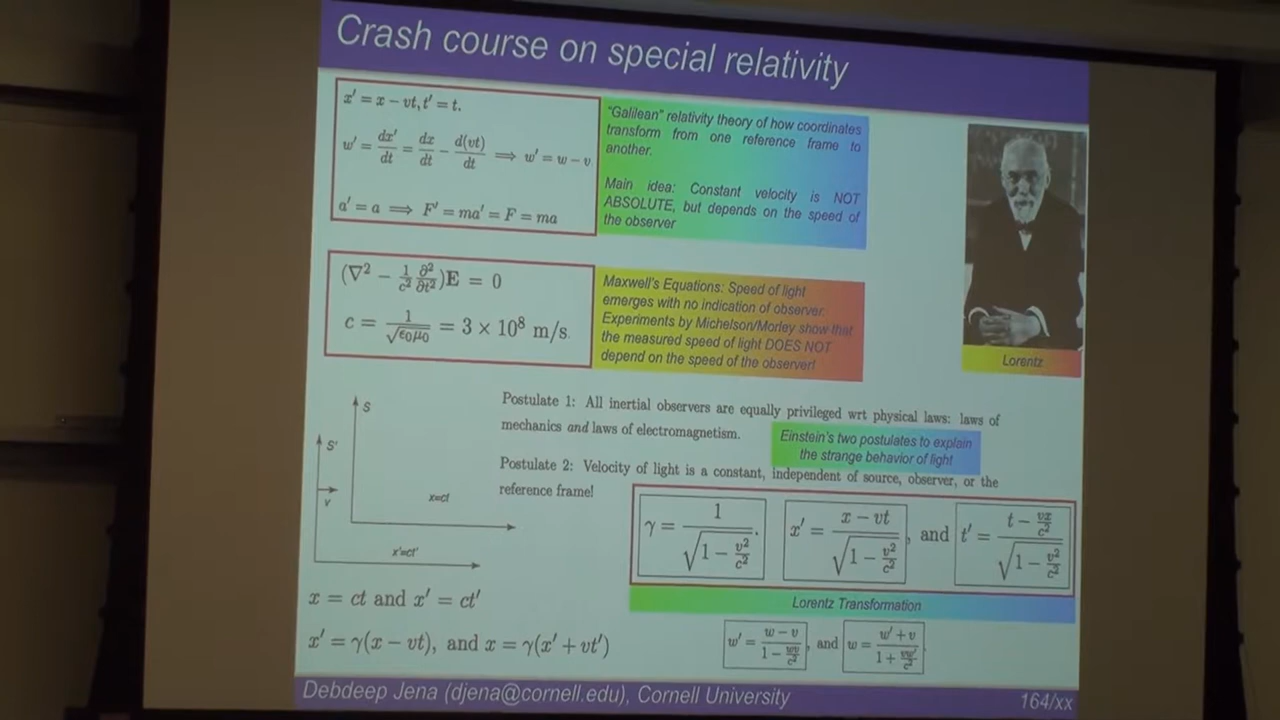 Crash course on special relativity
x′ = x − vt, t′ = t.
w′ = dx′/dt = dx/dt − d(vt)/dt ⟹ w′ = w − v
a′ = a ⟹ F′ = ma′ = F = ma
"Galilean" relativity theory of how coordinates
transform from one reference frame to
another.
Main idea: Constant velocity is NOT
ABSOLUTE, but depends on the speed of
the observer
(∇² − 1/c² ∂²/∂t²)E = 0
c = 1/√ϵ₀μ₀ = 3 × 10⁸ m/s.
Maxwell's Equations: Speed of light
emerges with no indication of observer.
Experiments by Michelson/Morley show that
the measured speed of light DOES NOT
depend on the speed of the observer!
Lorentz
S
S'
v
x=ct
x'=ct'
Postulate 1: All inertial observers are equally privileged wrt physical laws: laws of
mechanics and laws of electromagnetism.
Einstein's two postulates to explain
the strange behavior of light
Postulate 2: Velocity of light is a constant, independent of source, observer, or the
reference frame!
γ = 1/√(1 − v²/c²). x′ = (x − vt)/√(1 − v²/c²), and t′ = (t − vx/c²)/√(1 − v²/c²)
Lorentz Transformation
x = ct and x′ = ct′
x′ = γ(x − vt), and x = γ(x′ + vt′)
w′ = (w − v)/(1 − wv/c²), and w = (w′ + v)/(1 + vw′/c²)
Debdeep Jena (djena@cornell.edu), Cornell University
164/xx